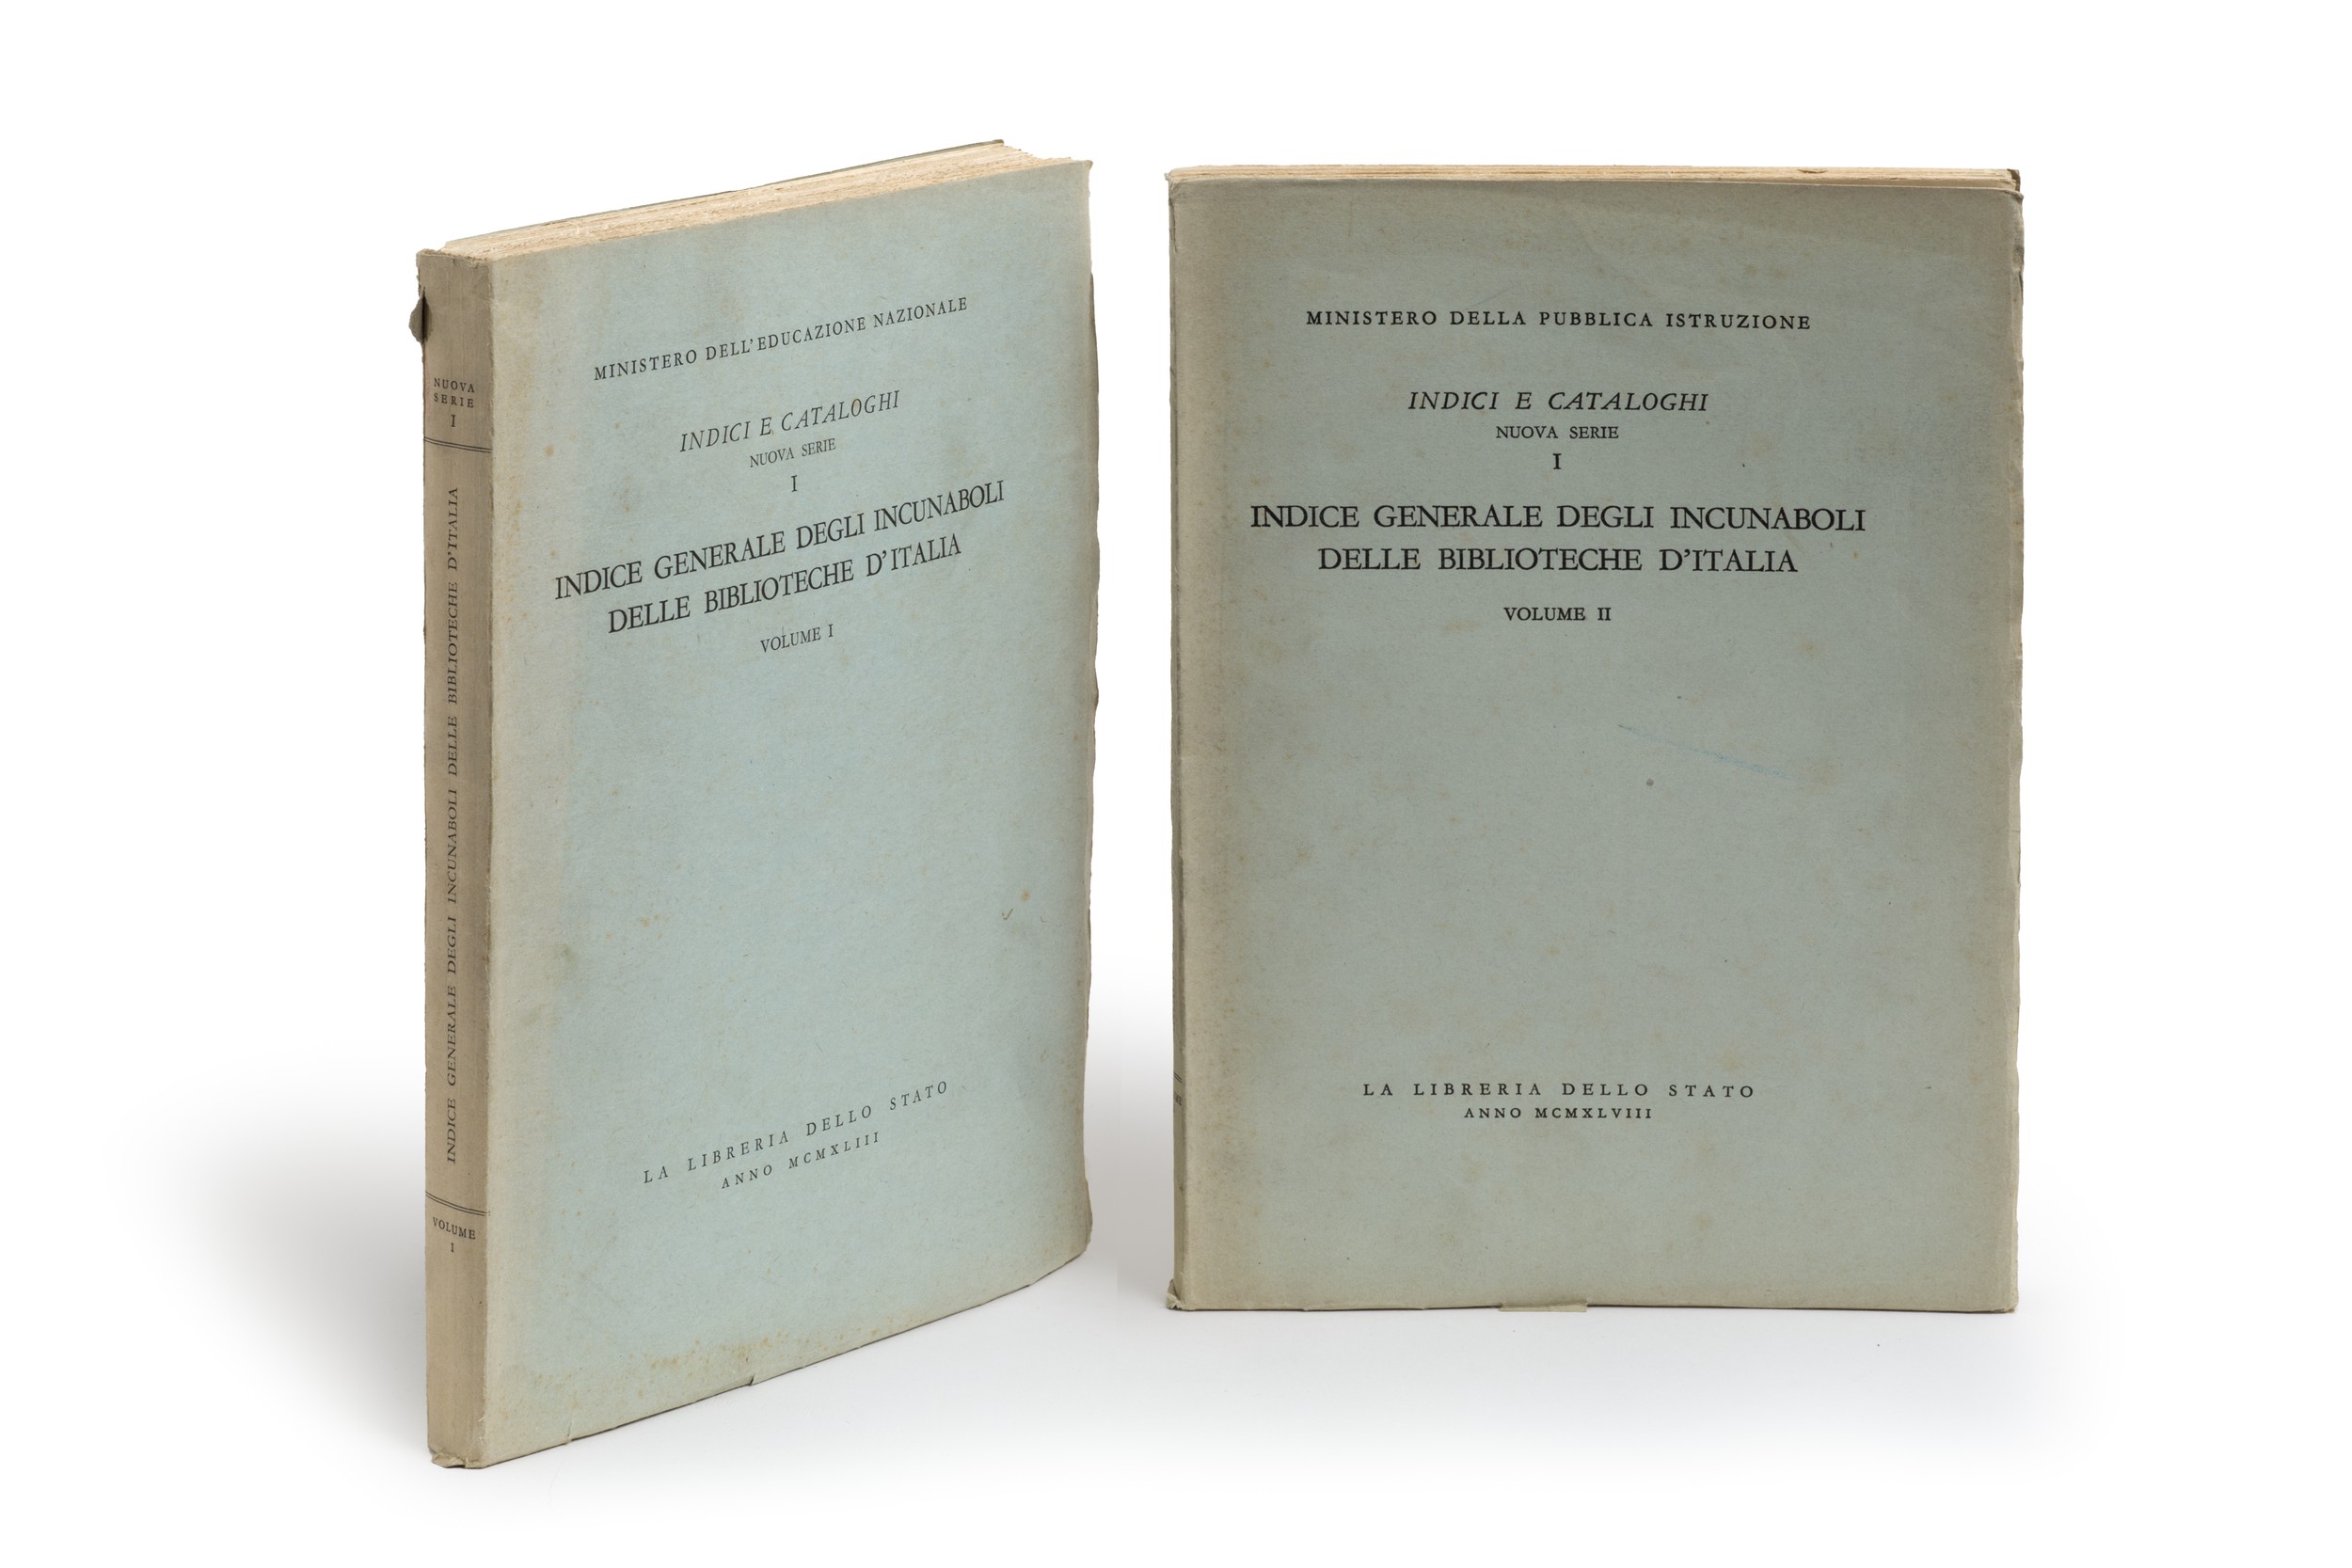 NUOVA
SERIE
I
INDICE GENERALE DEGLI INCUNABOLI DELLE BIBLIOTECHE D'ITALIA
VOLUME
I
MINISTERO DELL'EDUCAZIONE NAZIONALE
INDICI E CATALOGHI
NUOVA SERIE
I
INDICE GENERALE DEGLI INCUNABOLI
DELLE BIBLIOTECHE D'ITALIA
VOLUME I
LA LIBRERIA DELLO STATO
ANNO MCMXLIII
MINISTERO DELLA PUBBLICA ISTRUZIONE
INDICI E CATALOGHI
NUOVA SERIE
I
INDICE GENERALE DEGLI INCUNABOLI
DELLE BIBLIOTECHE D'ITALIA
VOLUME II
LA LIBRERIA DELLO STATO
ANNO MCMXLVIII